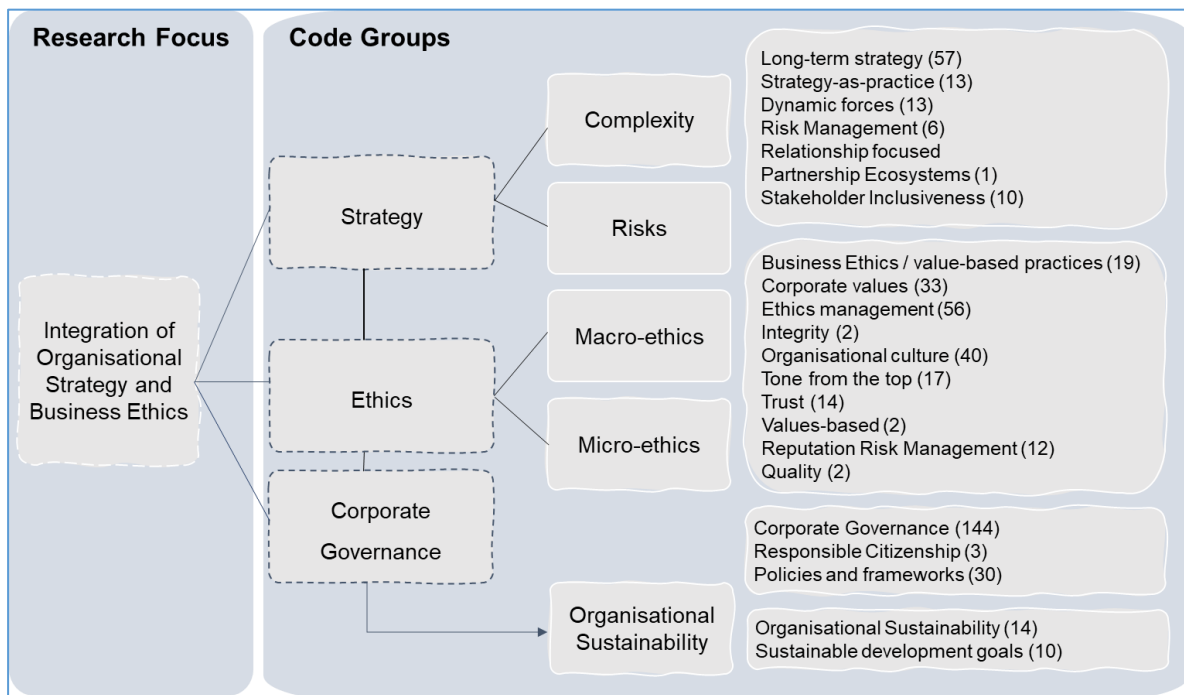 Research Focus
Code Groups
Integration of
Organisational
Strategy and
Business Ethics
Strategy
Ethics
Corporate
Governance
Complexity
Risks
Macro-ethics
Micro-ethics
Organisational
Sustainability
Long-term strategy (57)
Strategy-as-practice (13)
Dynamic forces (13)
Risk Management (6)
Relationship focused
Partnership Ecosystems (1)
Stakeholder Inclusiveness (10)
Business Ethics / value-based practices (19)
Corporate values (33)
Ethics management (56)
Integrity (2)
Organisational culture (40)
Tone from the top (17)
Trust (14)
Values-based (2)
Reputation Risk Management (12)
Quality (2)
Corporate Governance (144)
Responsible Citizenship (3)
Policies and frameworks (30)
Organisational Sustainability (14)
Sustainable development goals (10)